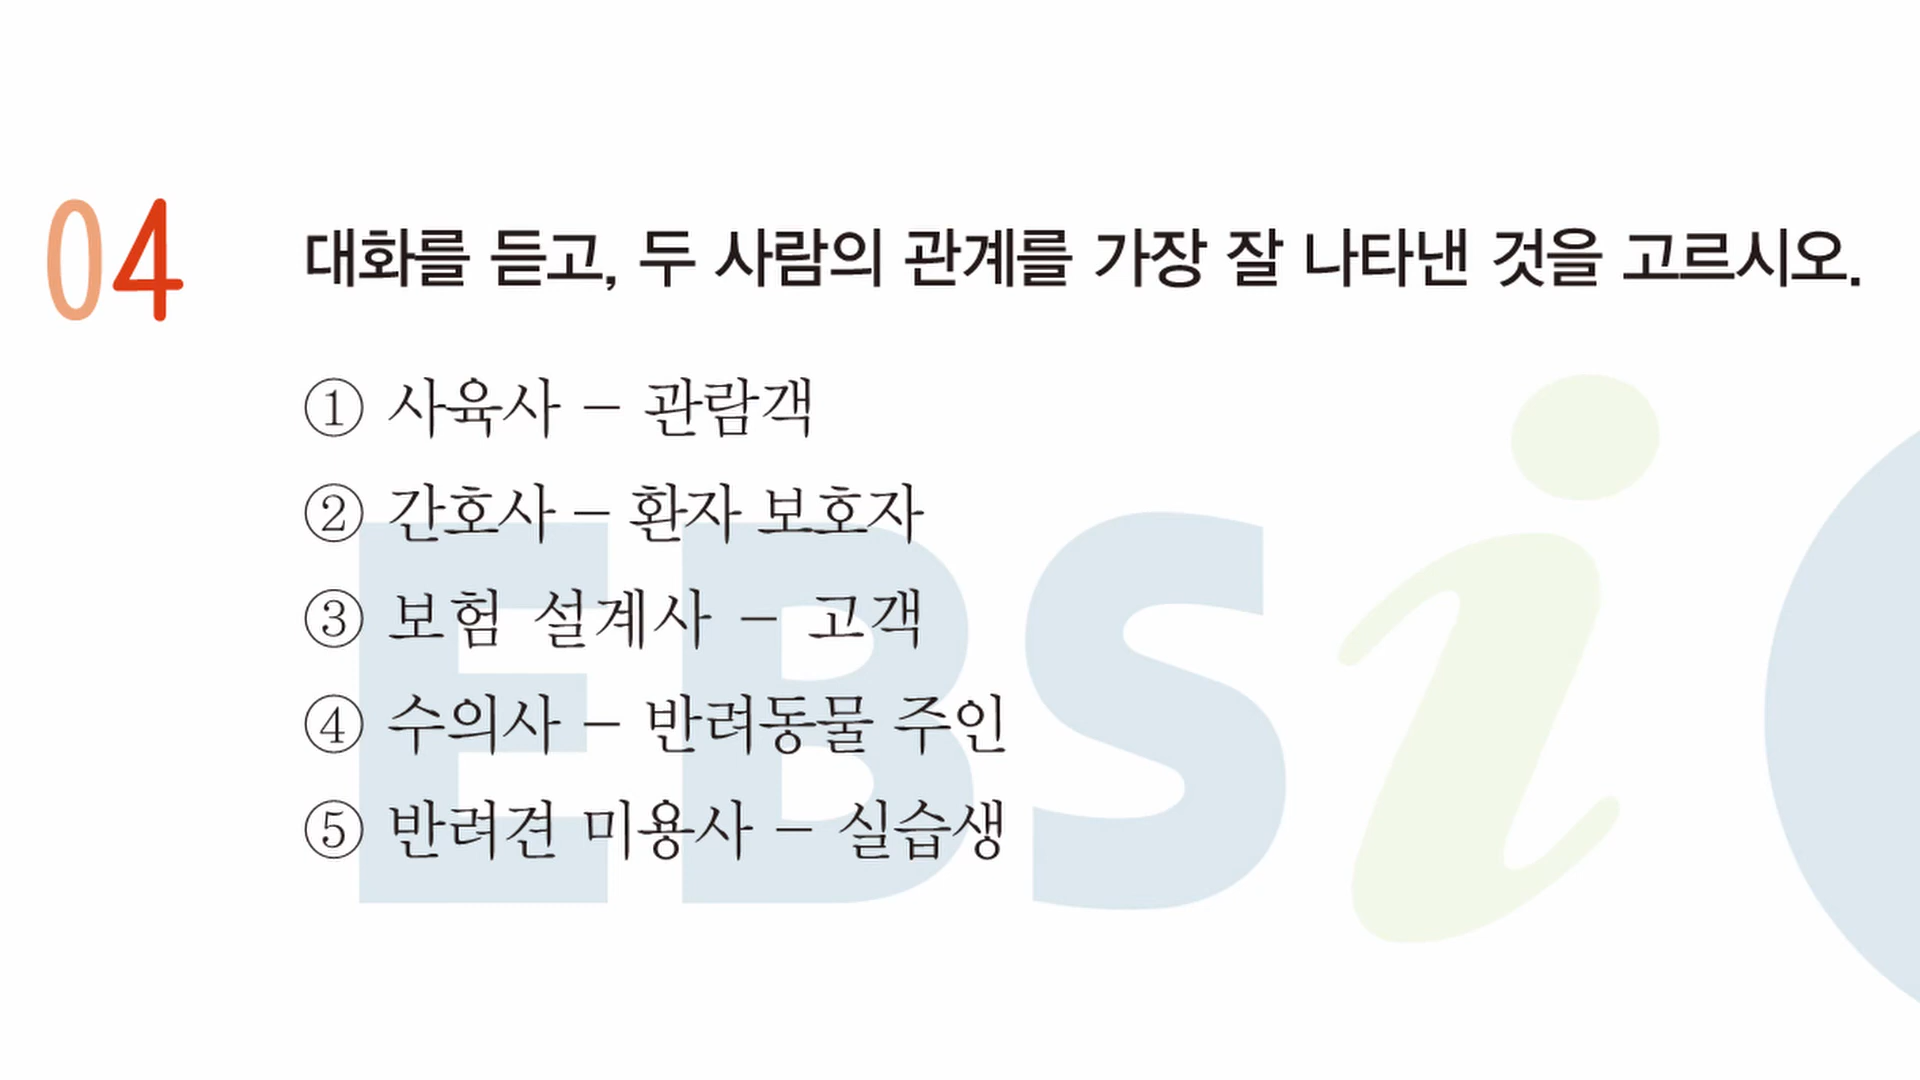 04
대화를 듣고, 두 사람의 관계를 가장 잘 나타낸 것을 고르시오.
① 사육사 – 관람객
② 간호사 – 환자 보호자
③ 보험 설계사 – 고객
④ 수의사 – 반려동물 주인
⑤ 반려견 미용사 – 실습생
EBSi